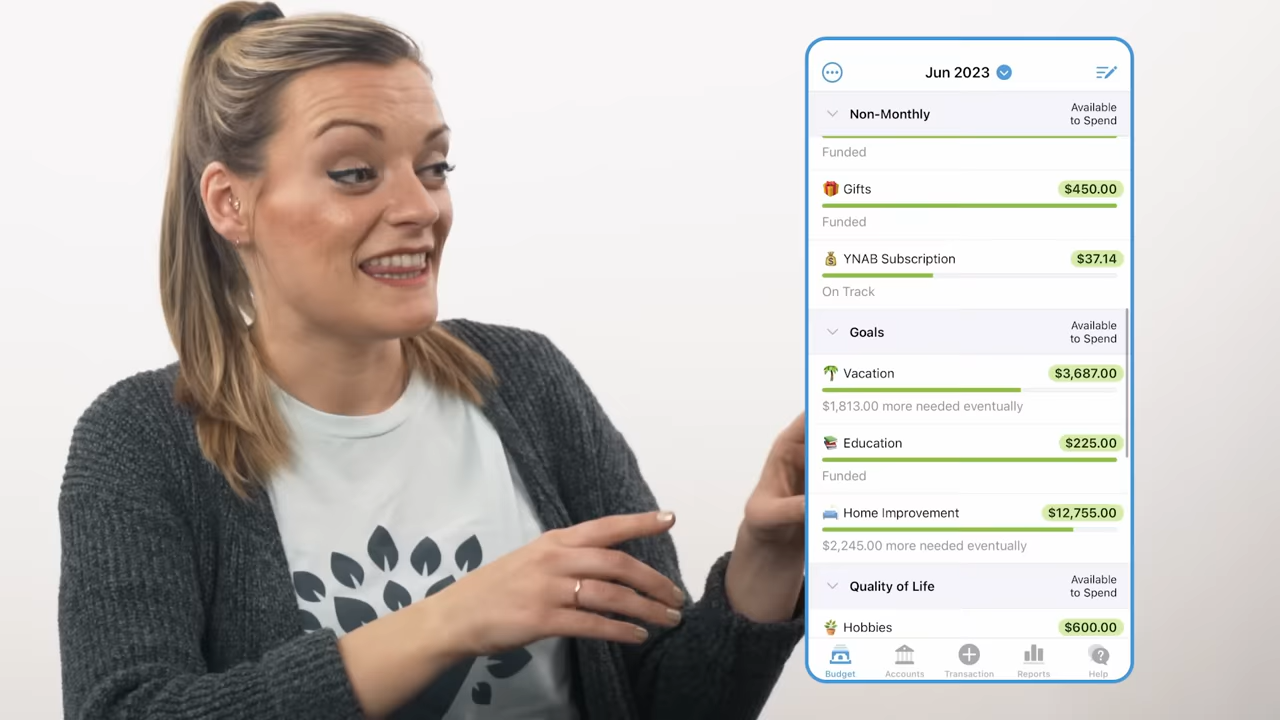 Jun 2023
Non-Monthly
Available
to Spend
Funded
Gifts
$450.00
Funded
YNAB Subscription
$37.14
On Track
Goals
Available
to Spend
Vacation
$3,687.00
$1,813.00 more needed eventually
Education
$225.00
Funded
Home Improvement
$12,755.00
$2,245.00 more needed eventually
Quality of Life
Available
to Spend
Hobbies
$600.00
Budget
Accounts
Transaction
Reports
Help